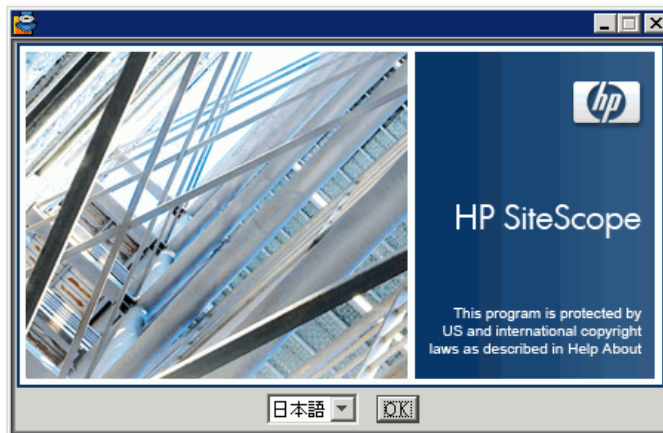 hp
HP SiteScope
This program is protected by
US and international copyright
laws as described in Help About
日本語
OK